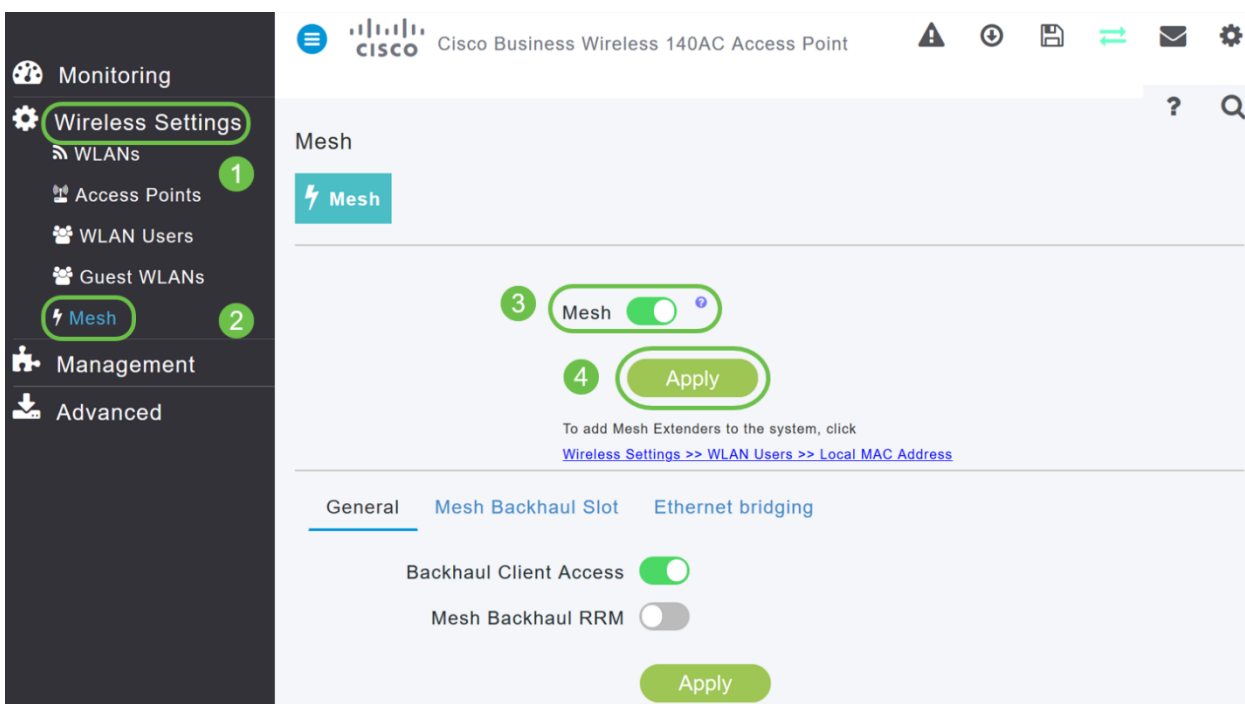 CISCO Cisco Business Wireless 140AC Access Point
Monitoring
Wireless Settings
WLANs
1
Access Points
WLAN Users
Guest WLANs
Mesh
2
Management
Advanced
?
Mesh
Mesh
3 Mesh ?
4 Apply
To add Mesh Extenders to the system, click
Wireless Settings >> WLAN Users >> Local MAC Address
General Mesh Backhaul Slot Ethernet bridging
Backhaul Client Access
Mesh Backhaul RRM
Apply